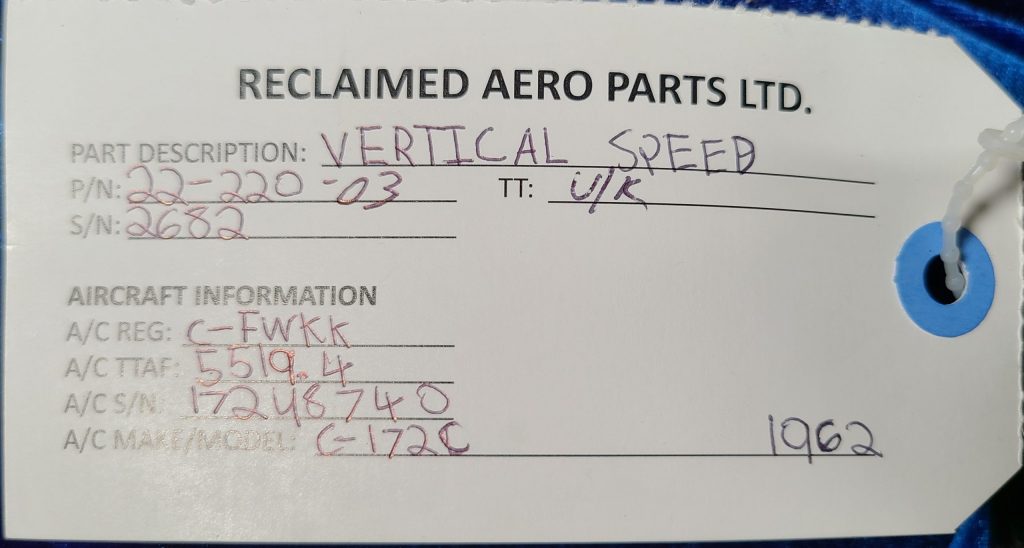 RECLAIMED AERO PARTS LTD.
PART DESCRIPTION: VERTICAL SPEED
P/N: 22-220-03 TT: U/K
S/N: 2682
AIRCRAFT INFORMATION
A/C REG: C-FWKK
A/C TTAF: 5519.4
A/C S/N: 17248740
A/C MAKE/MODEL: C-172C 1962